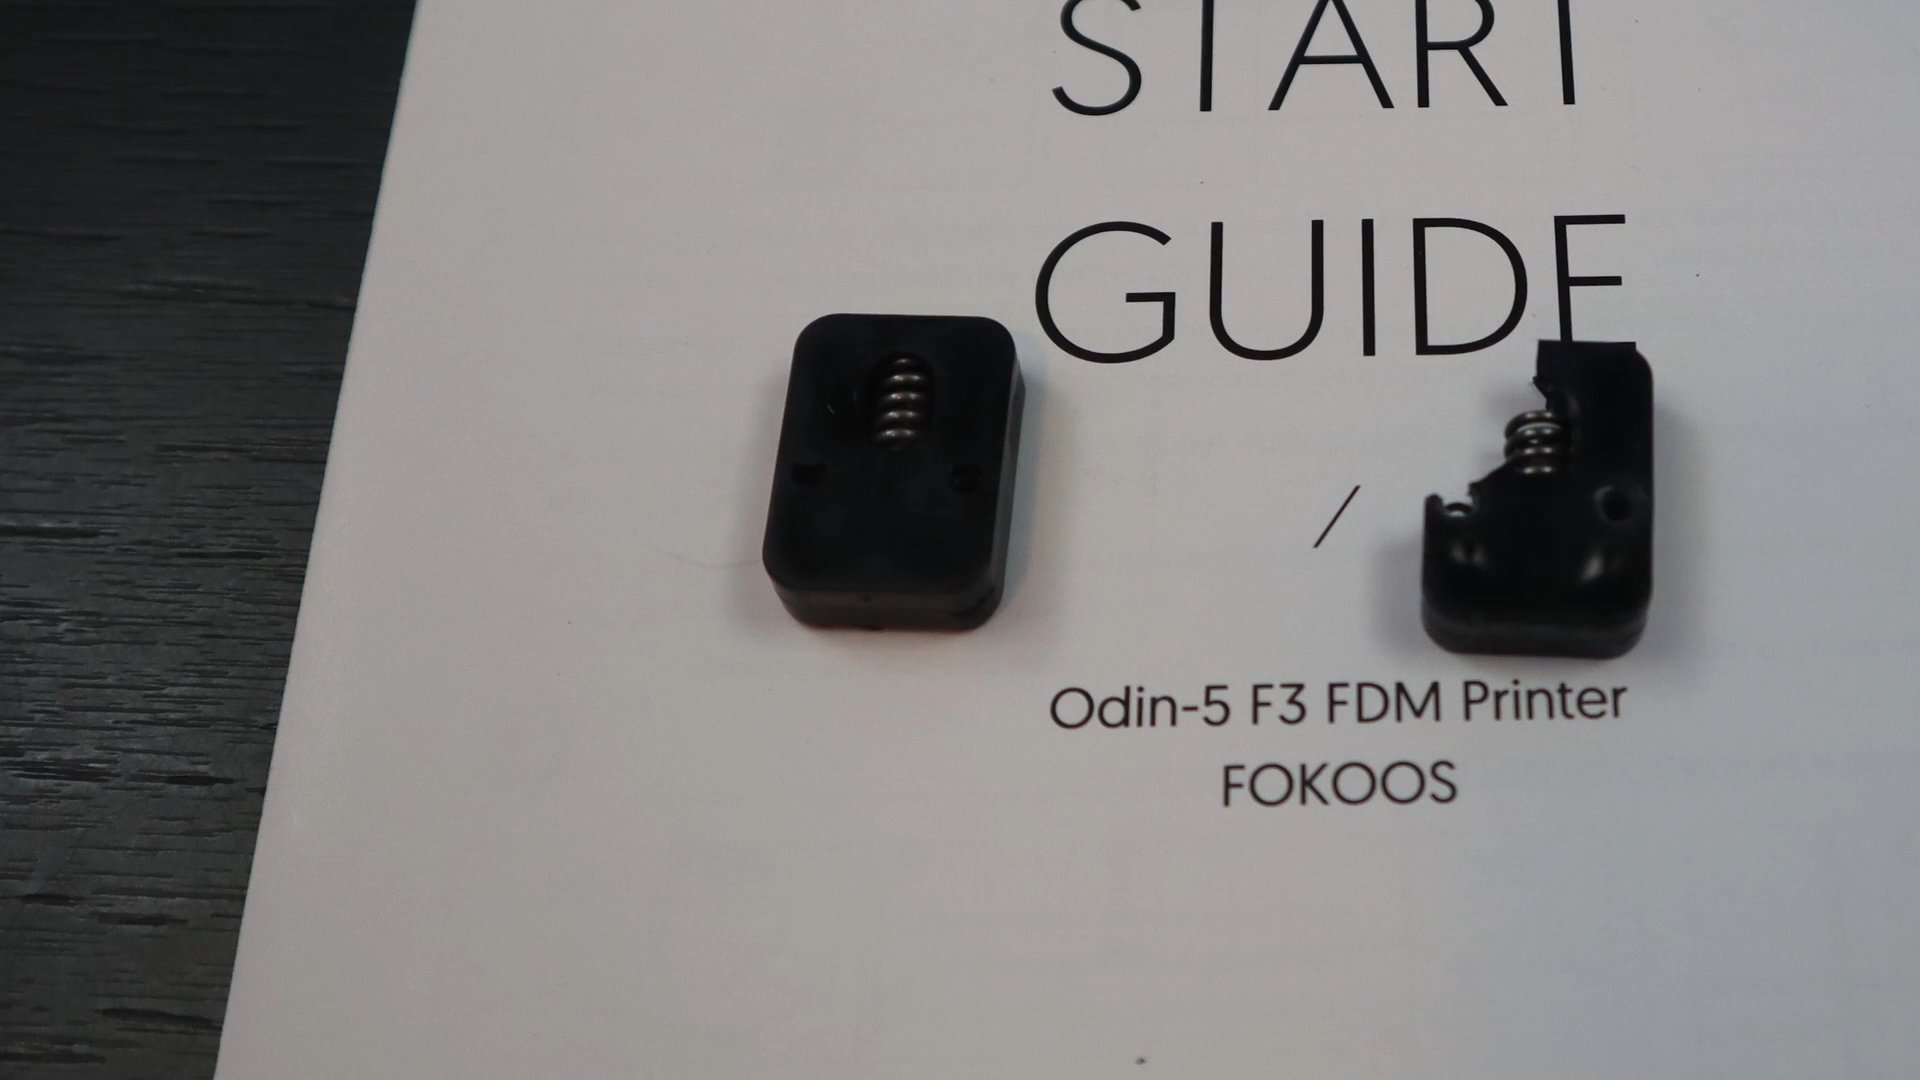 START
GUIDE
/
Odin-5 F3 FDM Printer
FOKOOS